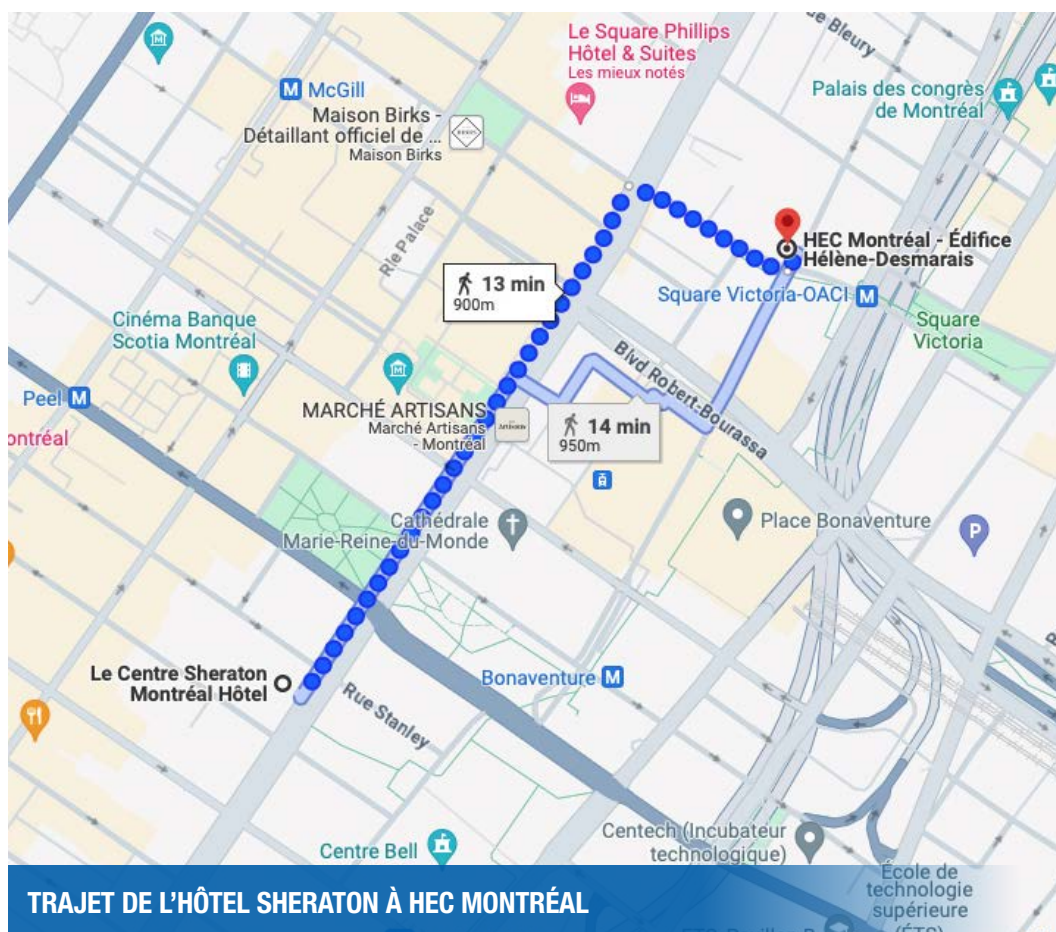 Le Square Phillips
Hôtel & Suites
Les mieux notés
Bleury
Palais des congrès
de Montréal
M McGill
Maison Birks -
Détaillant officiel de ...
Maison Birks
BIRKS
Rle Palace
HEC Montréal - Édifice
Hélène-Desmarais
13 min
900m
Square Victoria-OACI M
Square
Victoria
Cinéma Banque
Scotia Montréal
Blvd Robert-Bourassa
Peel M
ontréal
MARCHÉ ARTISANS
Marché Artisans
- Montréal
14 min
950m
Cathédrale
Marie-Reine-du-Monde
Place Bonaventure
P
Le Centre Sheraton
Montréal Hôtel
Bonaventure M
Rue Stanley
Centre Bell
Centech (Incubateur
technologique)
École de
technologie
supérieure
(ÉTS)
TRAJET DE L'HÔTEL SHERATON À HEC MONTRÉAL